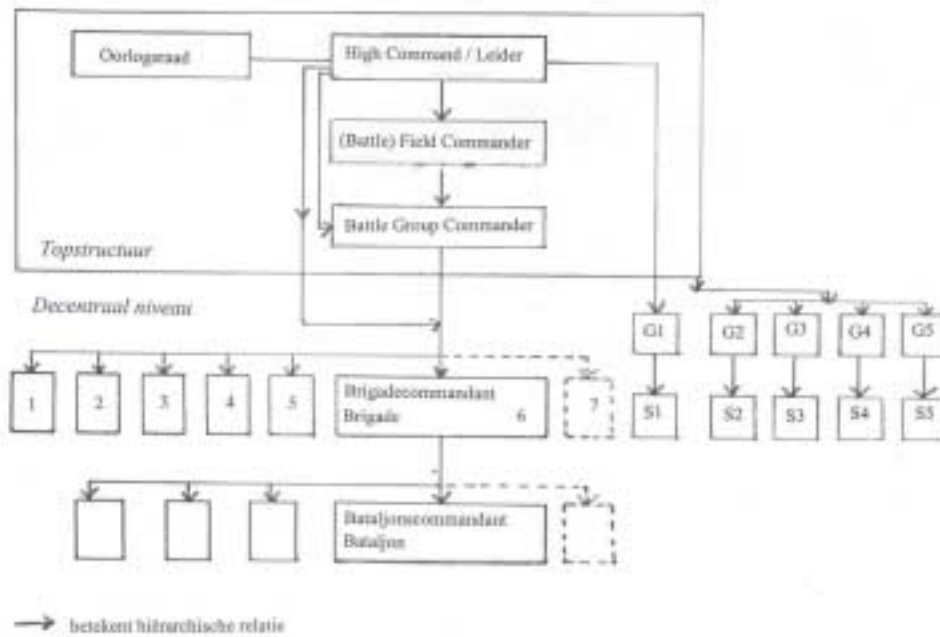 Oorlogsraad
High Command / Leider
(Battle) Field Commander
Battle Group Commander
Topstructuur
Decentraal niveau
G1
G2
G3
G4
G5
1
2
3
4
5
Brigadecommandant
Brigade 6
7
S1
S2
S3
S4
S5
Bataljonscommandant
Bataljon
betekent hiërarchische relatie